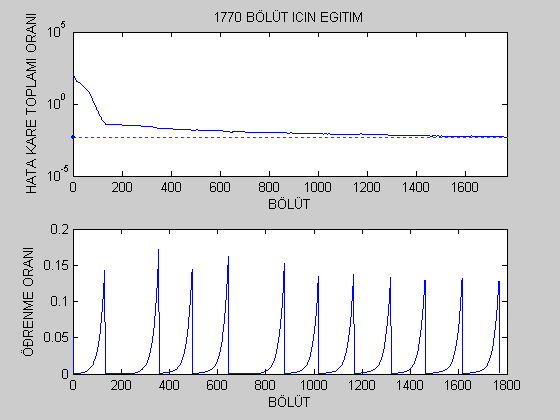 1770 BÖLÜT ICIN EGITIM
HATA KARE TOPLAMI ORANI
10^5
10^0
10^-5
0 200 400 600 800 1000 1200 1400 1600
BÖLÜT
ÖÐRENME ORANI
0.2
0.15
0.1
0.05
0
0 200 400 600 800 1000 1200 1400 1600 1800
BÖLÜT